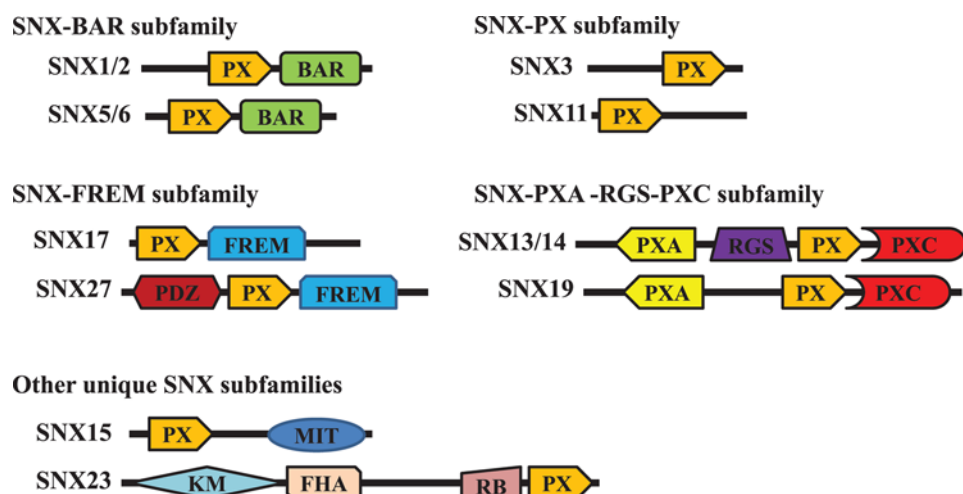 SNX-BAR subfamily
SNX1/2 PX BAR
SNX5/6 PX BAR
SNX-PX subfamily
SNX3 PX
SNX11 PX
SNX-FREM subfamily
SNX17 PX FREM
SNX27 PDZ PX FREM
SNX-PXA -RGS-PXC subfamily
SNX13/14 PXA RGS PX PXC
SNX19 PXA PX PXC
Other unique SNX subfamilies
SNX15 PX MIT
SNX23 KM FHA RB PX